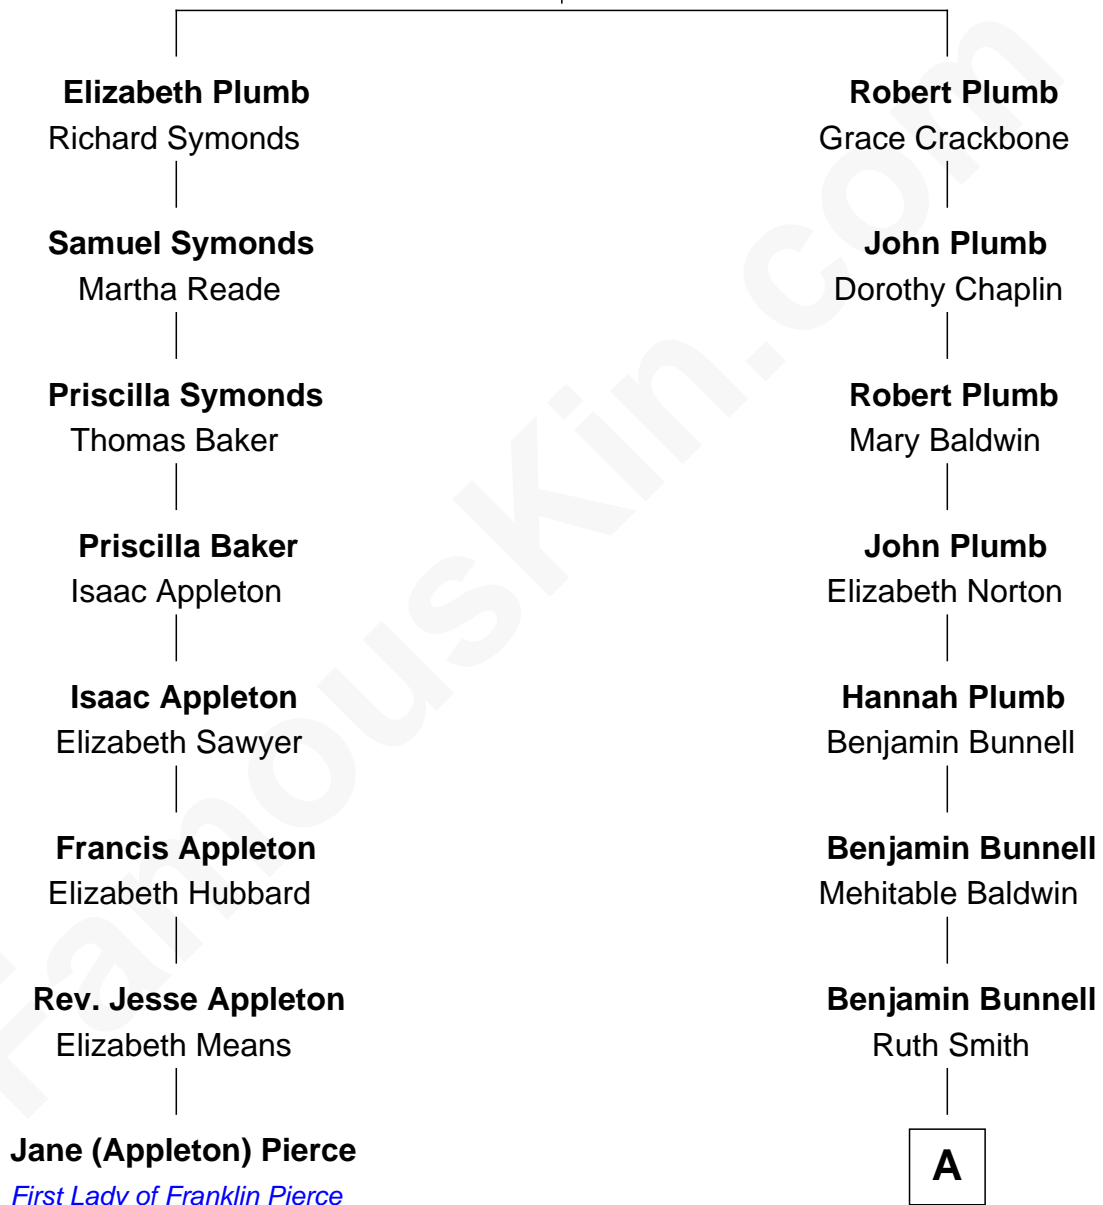 Elizabeth Plumb
Richard Symonds
Samuel Symonds
Martha Reade
Priscilla Symonds
Thomas Baker
Priscilla Baker
Isaac Appleton
Isaac Appleton
Elizabeth Sawyer
Francis Appleton
Elizabeth Hubbard
Rev. Jesse Appleton
Elizabeth Means
Jane (Appleton) Pierce
First Lady of Franklin Pierce
Robert Plumb
Grace Crackbone
John Plumb
Dorothy Chaplin
Robert Plumb
Mary Baldwin
John Plumb
Elizabeth Norton
Hannah Plumb
Benjamin Bunnell
Benjamin Bunnell
Mehitable Baldwin
Benjamin Bunnell
Ruth Smith
A
FamousKin.com